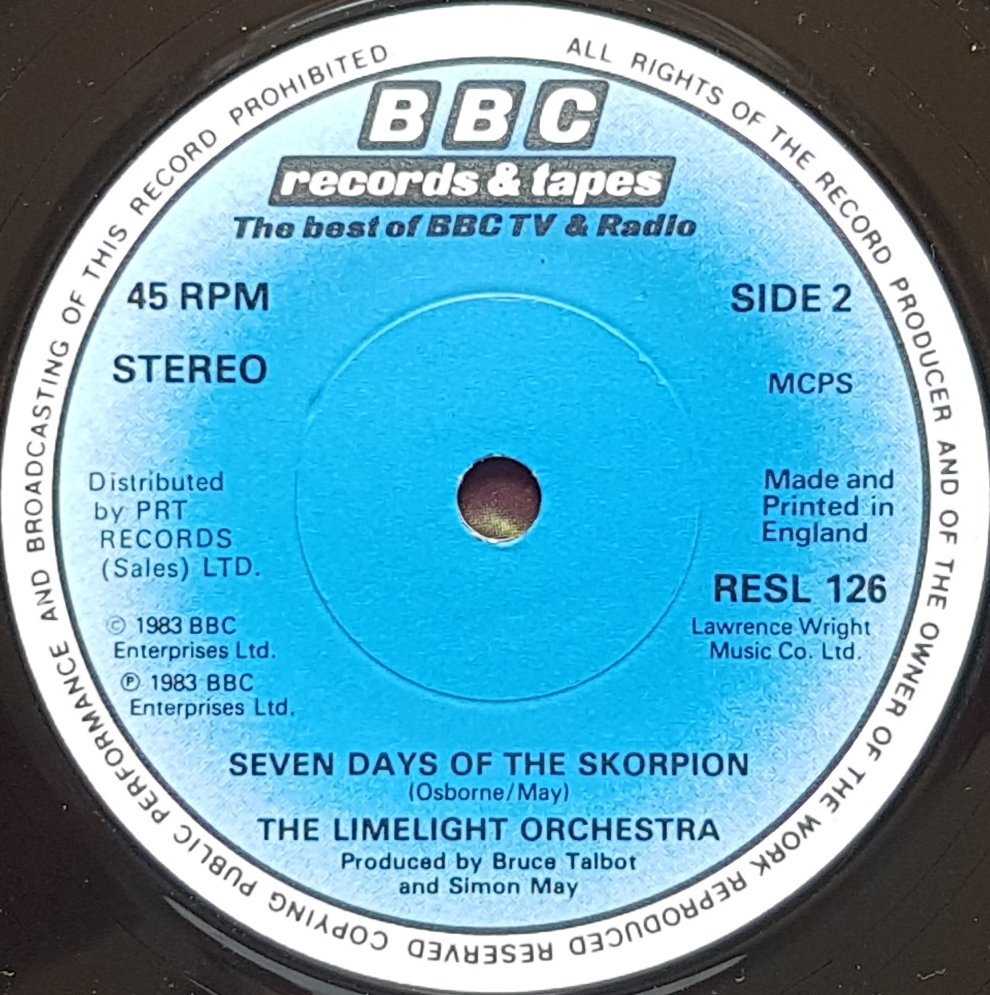 ALL RIGHTS OF THE RECORD PRODUCER AND OF THE OWNER OF THE WORK REPRODUCED RESERVED COPYING PUBLIC PERFORMANCE AND BROADCASTING OF THIS RECORD PROHIBITED
BBC
records & tapes
The best of BBC TV & Radio
45 RPM
SIDE 2
STEREO
MCPS
Distributed
by PRT
RECORDS
(Sales) LTD.
Made and
Printed in
England
RESL 126
Lawrence Wright
Music Co. Ltd.
© 1983 BBC
Enterprises Ltd.
℗ 1983 BBC
Enterprises Ltd.
SEVEN DAYS OF THE SKORPION
(Osborne/May)
THE LIMELIGHT ORCHESTRA
Produced by Bruce Talbot
and Simon May